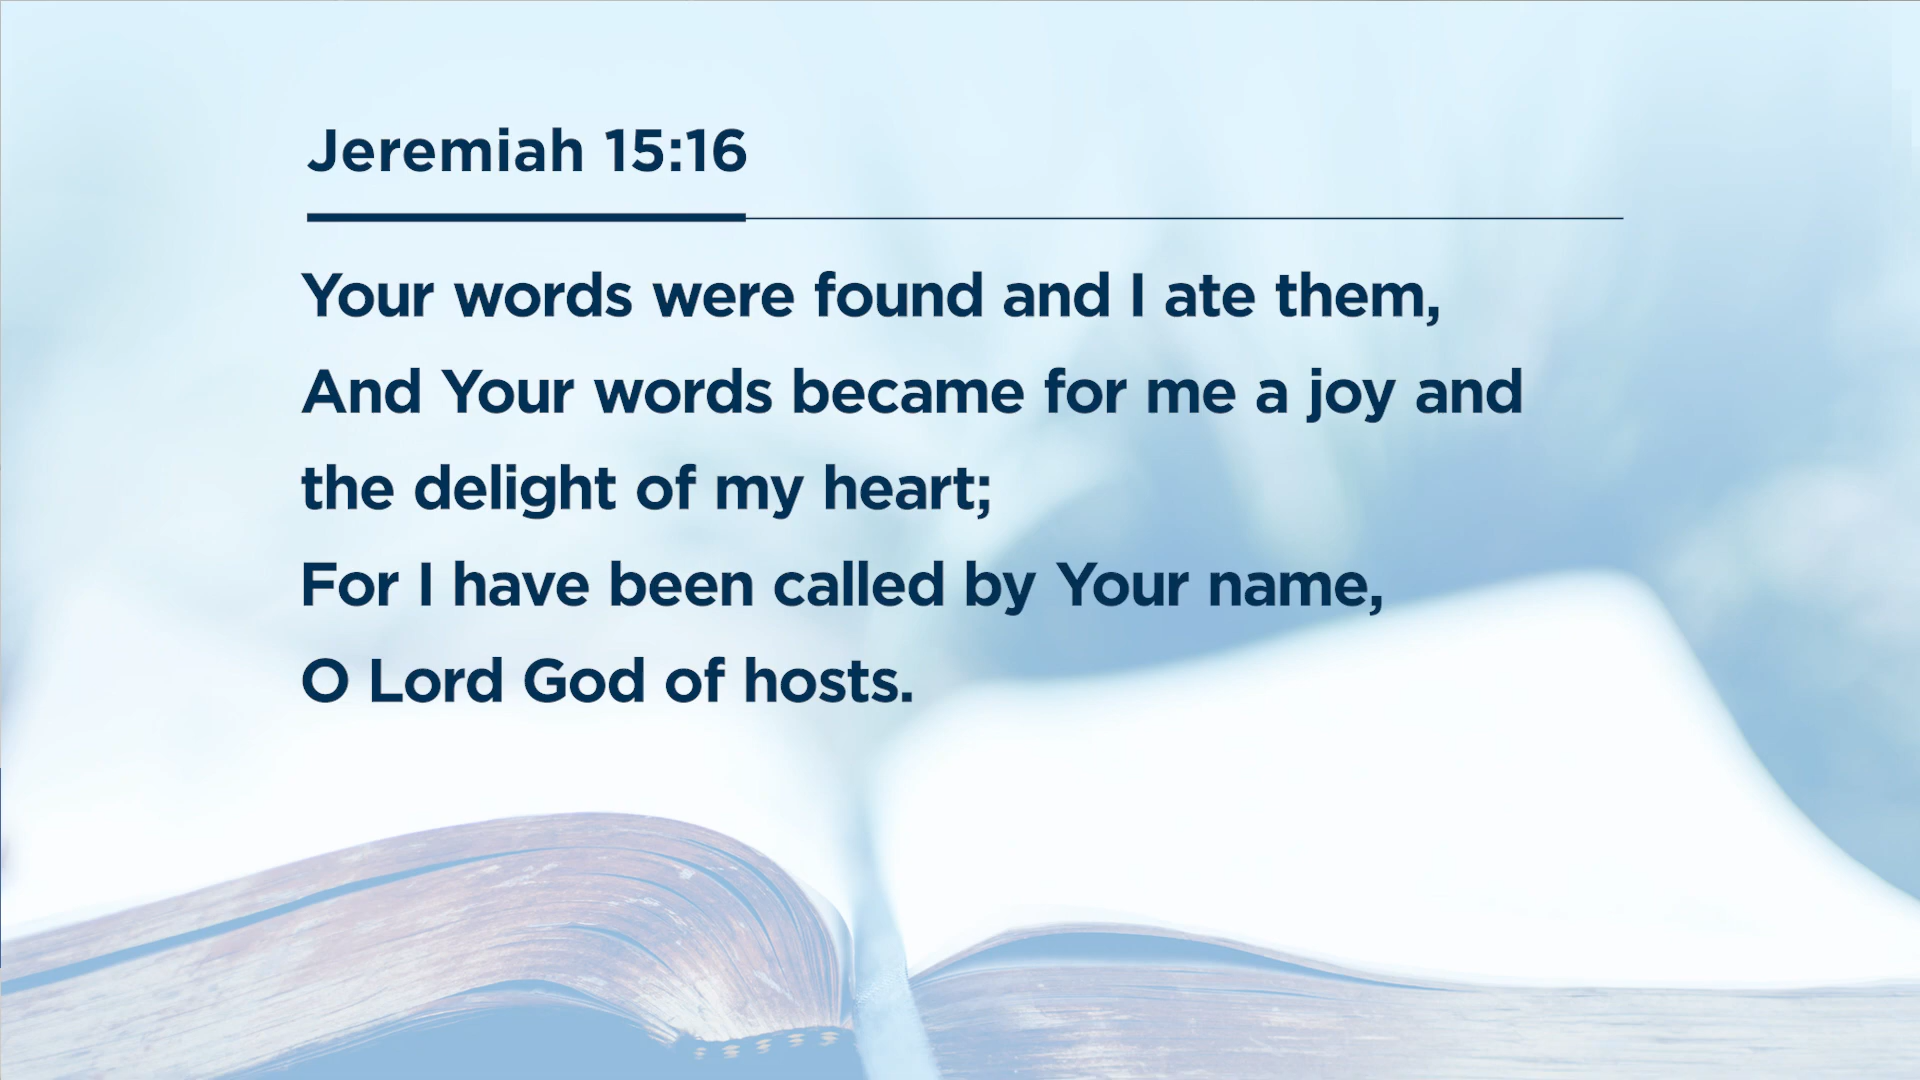 Jeremiah 15:16
Your words were found and I ate them,
And Your words became for me a joy and
the delight of my heart;
For I have been called by Your name,
O Lord God of hosts.